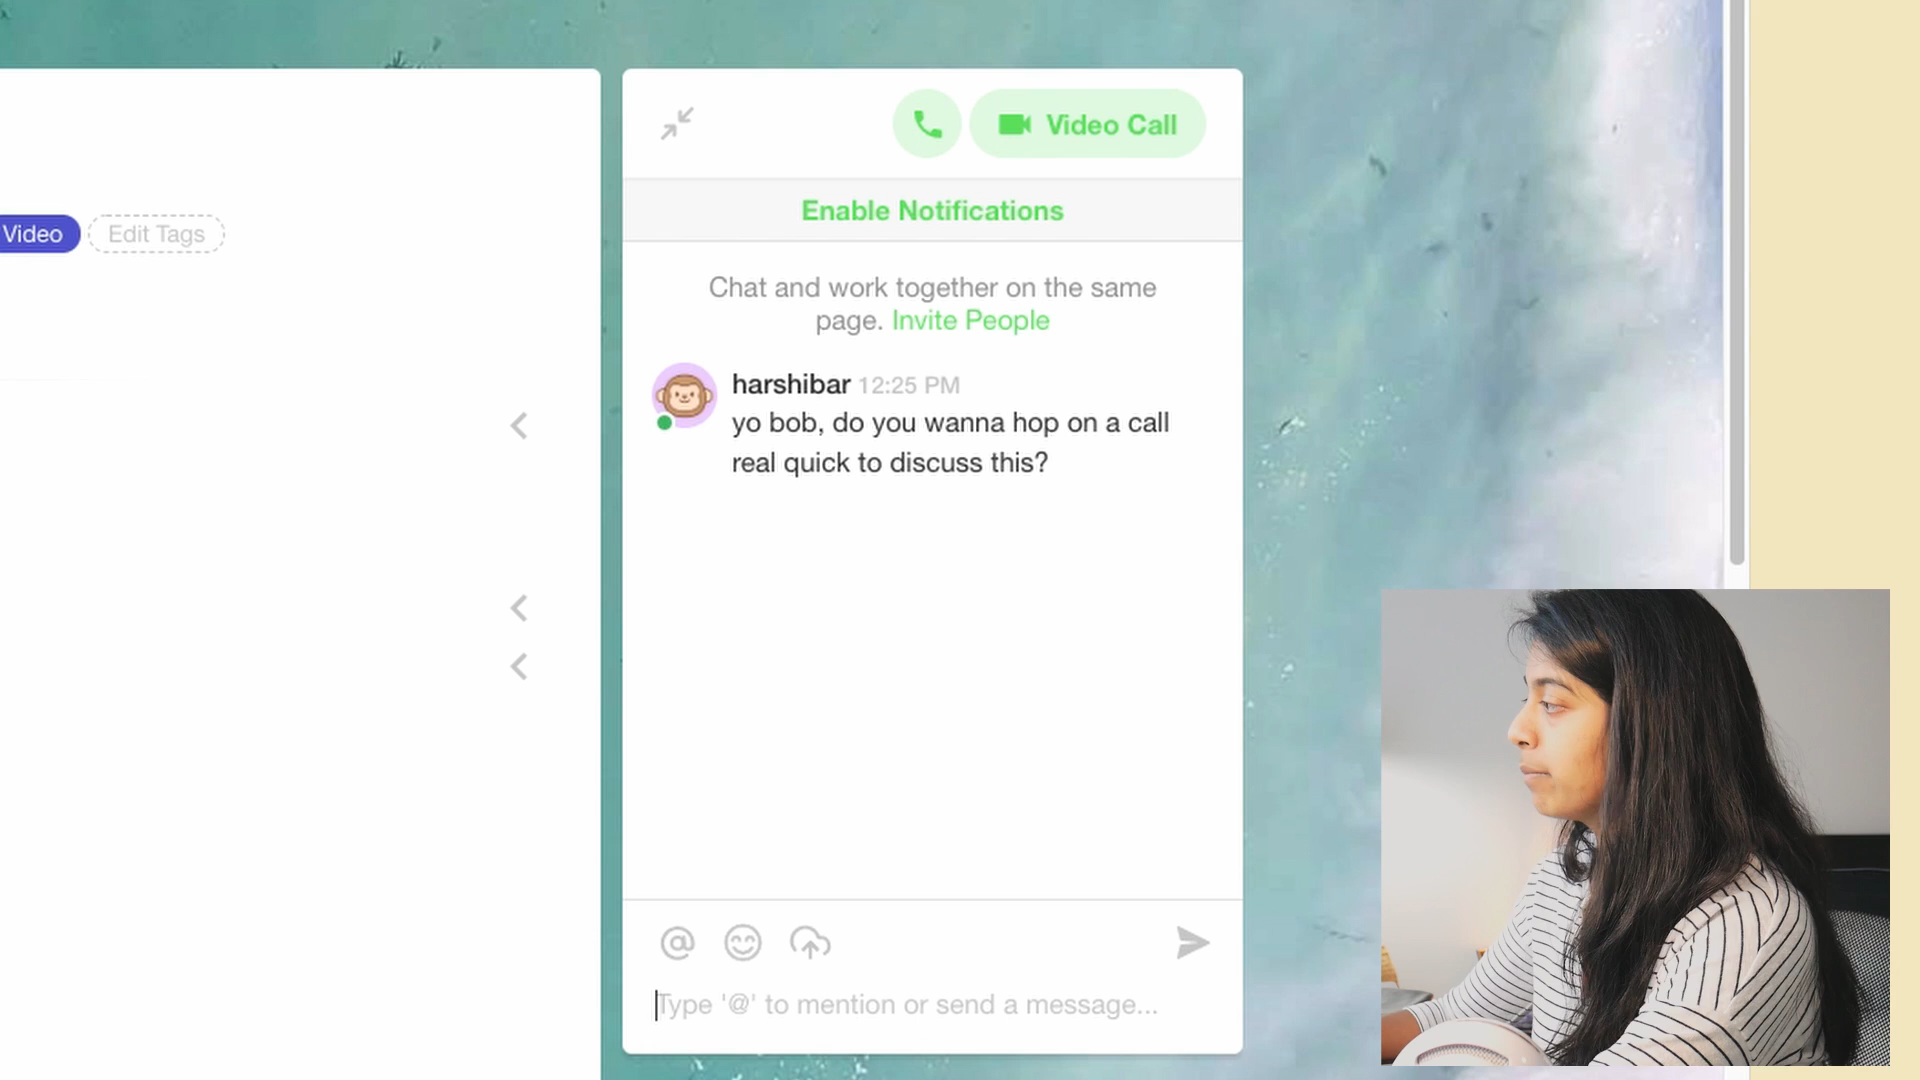 Video Call
Enable Notifications
Video
Edit Tags
Chat and work together on the same
page. Invite People
harshibar 12:25 PM
yo bob, do you wanna hop on a call
real quick to discuss this?
Type '@' to mention or send a message...